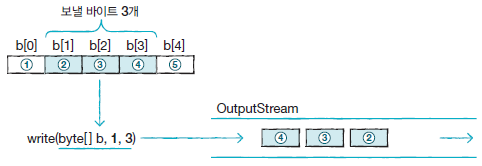 보낼 바이트 3개
b[0] b[1] b[2] b[3] b[4]
① ② ③ ④ ⑤
OutputStream
write(byte[] b, 1, 3)
④ ③ ②